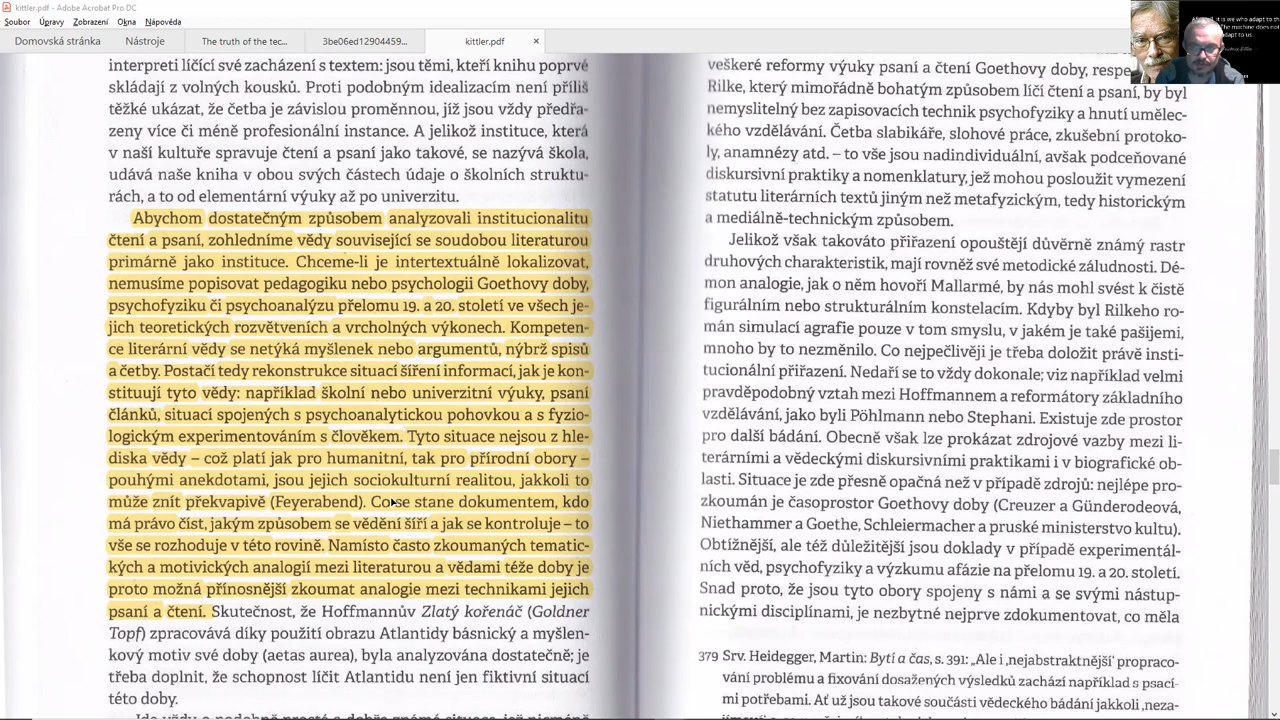 kittler.pdf - Adobe Acrobat Pro DC
Soubor Úpravy Zobrazení Okna Nápověda
Domovská stránka Nástroje The truth of the tec... 3be06ed12904459... kittler.pdf
it is we who adapt to th
The machine does not
adapt to us.
interpreti líčící své zacházení s texty: jsou těmi, kteří knihu teprve
skládají z volných kousků. Proti podobným idealizacím není příliš
těžké ukázat, že četba je závislou proměnnou, jíž jsou vždy předřa-
zeny více či méně profesionální instance. A jelikož instituce, která
v naší kultuře spravuje čtení a psaní jako takové, se nazývá škola,
udává naše kniha v obou svých částech údaje o školních struktu-
rách, a to od elementární výuky až po univerzitu.
Abychom dostatečným způsobem analyzovali institucionalitu
čtení a psaní, zohledníme vědy související se soudobou literaturou
primárně jako instituce. Chceme-li je intertextuálně lokalizovat,
nemusíme popisovat pedagogiku nebo psychologii Goethovy doby,
psychofyziku či psychoanalýzu přelomu 19. a 20. století ve všech je-
jich teoretických rozvětveních a vrcholných výkonech. Kompeten-
ce literární vědy se netýká myšlenek nebo argumentů, nýbrž spisů
a četby. Postačí tedy rekonstrukce situací šíření informací, jak je kon-
stituují tyto vědy: například školní nebo univerzitní výuky, psaní
článků, situací spojených s psychoanalytickou pohovkou a s fyzio-
logickým experimentováním s člověkem. Tyto situace nejsou z hle-
diska vědy – což platí jak pro humanitní, tak pro přírodní obory –
pouhými anekdotami, jsou jejich sociokulturní realitou, jakkoli to
může znít překvapivě (Feyerabend). Co se stane dokumentem, kdo
má právo číst, jakým způsobem se vědění šíří a jak se kontroluje – to
vše se rozhoduje v této rovině. Namísto často zkoumaných tematic-
kých a motivických analogií mezi literaturou a vědami téže doby je
proto možná přínosnější zkoumat analogie mezi technikami jejich
psaní a čtení. Skutečnost, že Hoffmannův Zlatý kořenáč (Goldner
Topf) zpracovává díky použití obrazu Atlantidy básnický a myšlen-
kový motiv své doby (aetas aurea), byla analyzována dostatečně; je
třeba doplnit, že schopnost líčit Atlantidu není jen fiktivní situací
této doby.
veškeré reformy výuky psaní a čtení Goethovy doby,
Rilke, který mimořádně bohatým způsobem líčí čtení a psaní, by byl
nemyslitelný bez zapisovacích technik psychofyziky a hnutí umělec-
kého vzdělávání. Četba slabikáře, slohové práce, zkušební protoko-
ly, anamnézy atd. – to vše jsou nadindividuální, avšak podceňované
diskursivní praktiky a nomenklatury, jež mohou posloužit vymezení
statutu literárních textů jiným než metafyzickým, tedy historickým
a mediálně-technickým způsobem.
Jelikož však takováto přiřazení opouštějí důvěrně známý rastr
druhových charakteristik, mají rovněž své metodické záludnosti. Dé-
mon analogie, jak o něm hovoří Mallarmé, by nás mohl svést k čistě
figurálním nebo strukturálním konstelacím. Kdyby byl Rilkeho ro-
mán simulací agrafie pouze v tom smyslu, v jakém je také pašijemi,
mnoho by to nezměnilo. Co nejpečlivěji je třeba doložit právě insti-
tucionální přiřazení. Nedaří se to vždy dokonale; viz například velmi
pravděpodobný vztah mezi Hoffmannem a reformátory základního
vzdělávání, jako byli Pöhlmann nebo Stephani. Existuje zde prostor
pro další bádání. Obecně však lze prokázat zdrojové vazby mezi li-
terárními a vědeckými diskursivními praktikami i v biografické ob-
lasti. Situace je zde přesně opačná než v případě zdrojů: nejlépe pro-
zkoumán je časoprostor Goethovy doby (Creuzer a Günderodeová,
Niethammer a Goethe, Schleiermacher a pruské ministerstvo kultu).
Obtížnější, ale též důležitější jsou doklady v případě experimentál-
ních věd, psychofyziky a výzkumu afázie na přelomu 19. a 20. století.
Snad proto, že jsou tyto obory spojeny s námi a se svými nástup-
nickými disciplínami, je nezbytné nejprve zdokumentovat, co měla
379 Srv. Heidegger, Martin: Bytí a čas, s. 391: „Ale i ‚nejabstraktnější‘ propraco-
vání problému a fixování dosažených výsledků zachází například s psací-
mi potřebami. Ať už jsou takové součásti vědeckého bádání jakkoli ‚neza-